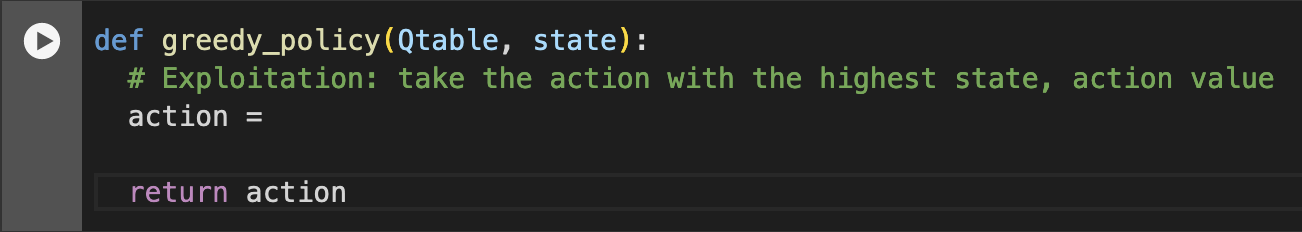 def greedy_policy(Qtable, state):
  # Exploitation: take the action with the highest state, action value
  action =
  return action